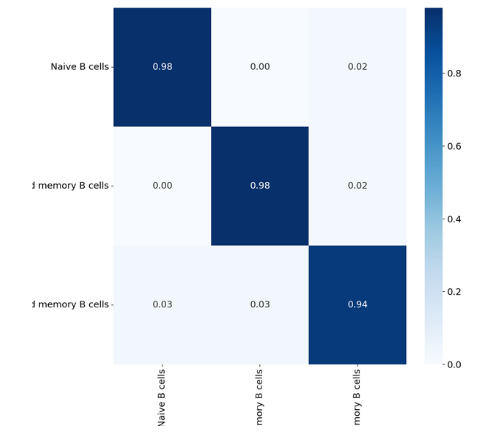 Naive B cells
0.98
0.00
0.02
0.8
0.6
memory B cells
0.00
0.98
0.02
0.4
memory B cells
0.03
0.03
0.94
0.2
0.0
Naive B cells
mory B cells
mory B cells